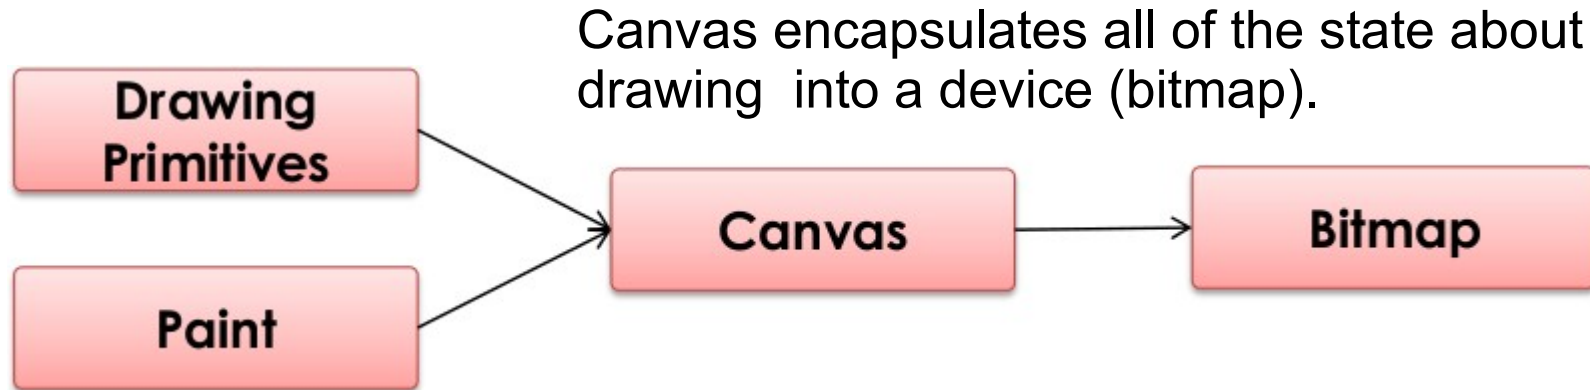 Canvas encapsulates all of the state about
drawing  into a device (bitmap).
Drawing
Primitives
Paint
Canvas
Bitmap